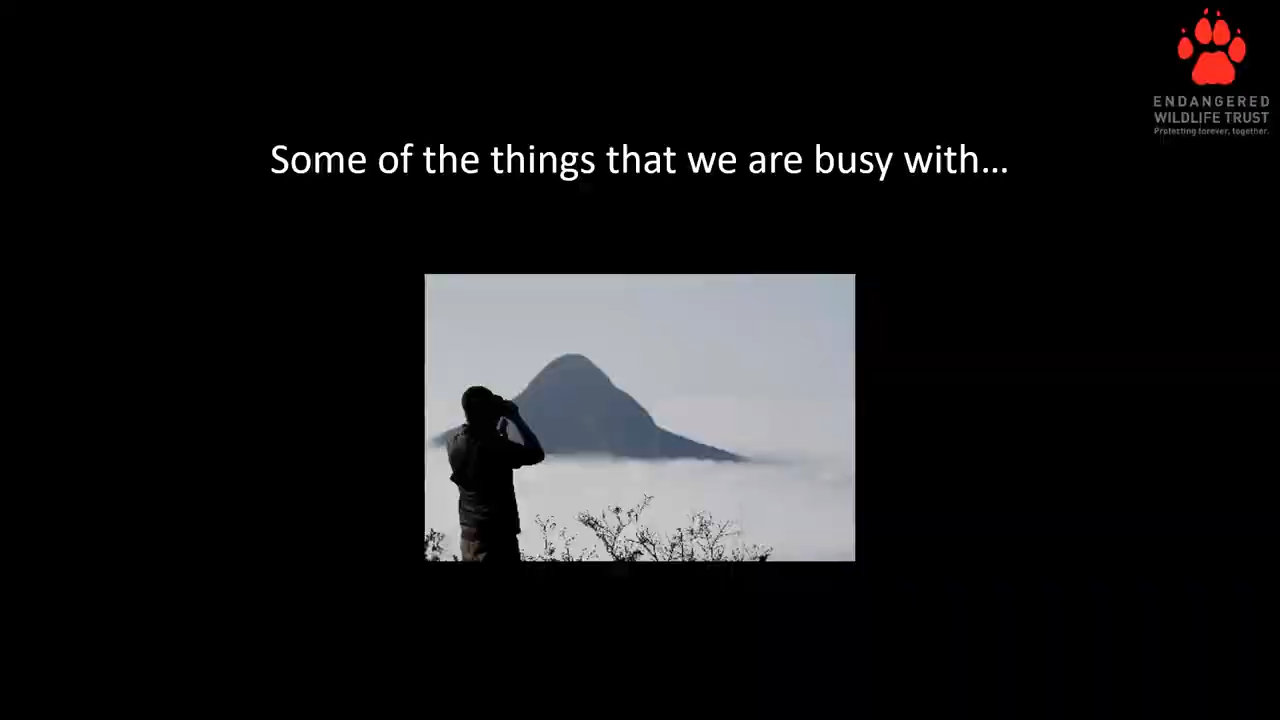 ENDANGERED
WILDLIFE TRUST
Protecting forever, together.
Some of the things that we are busy with…